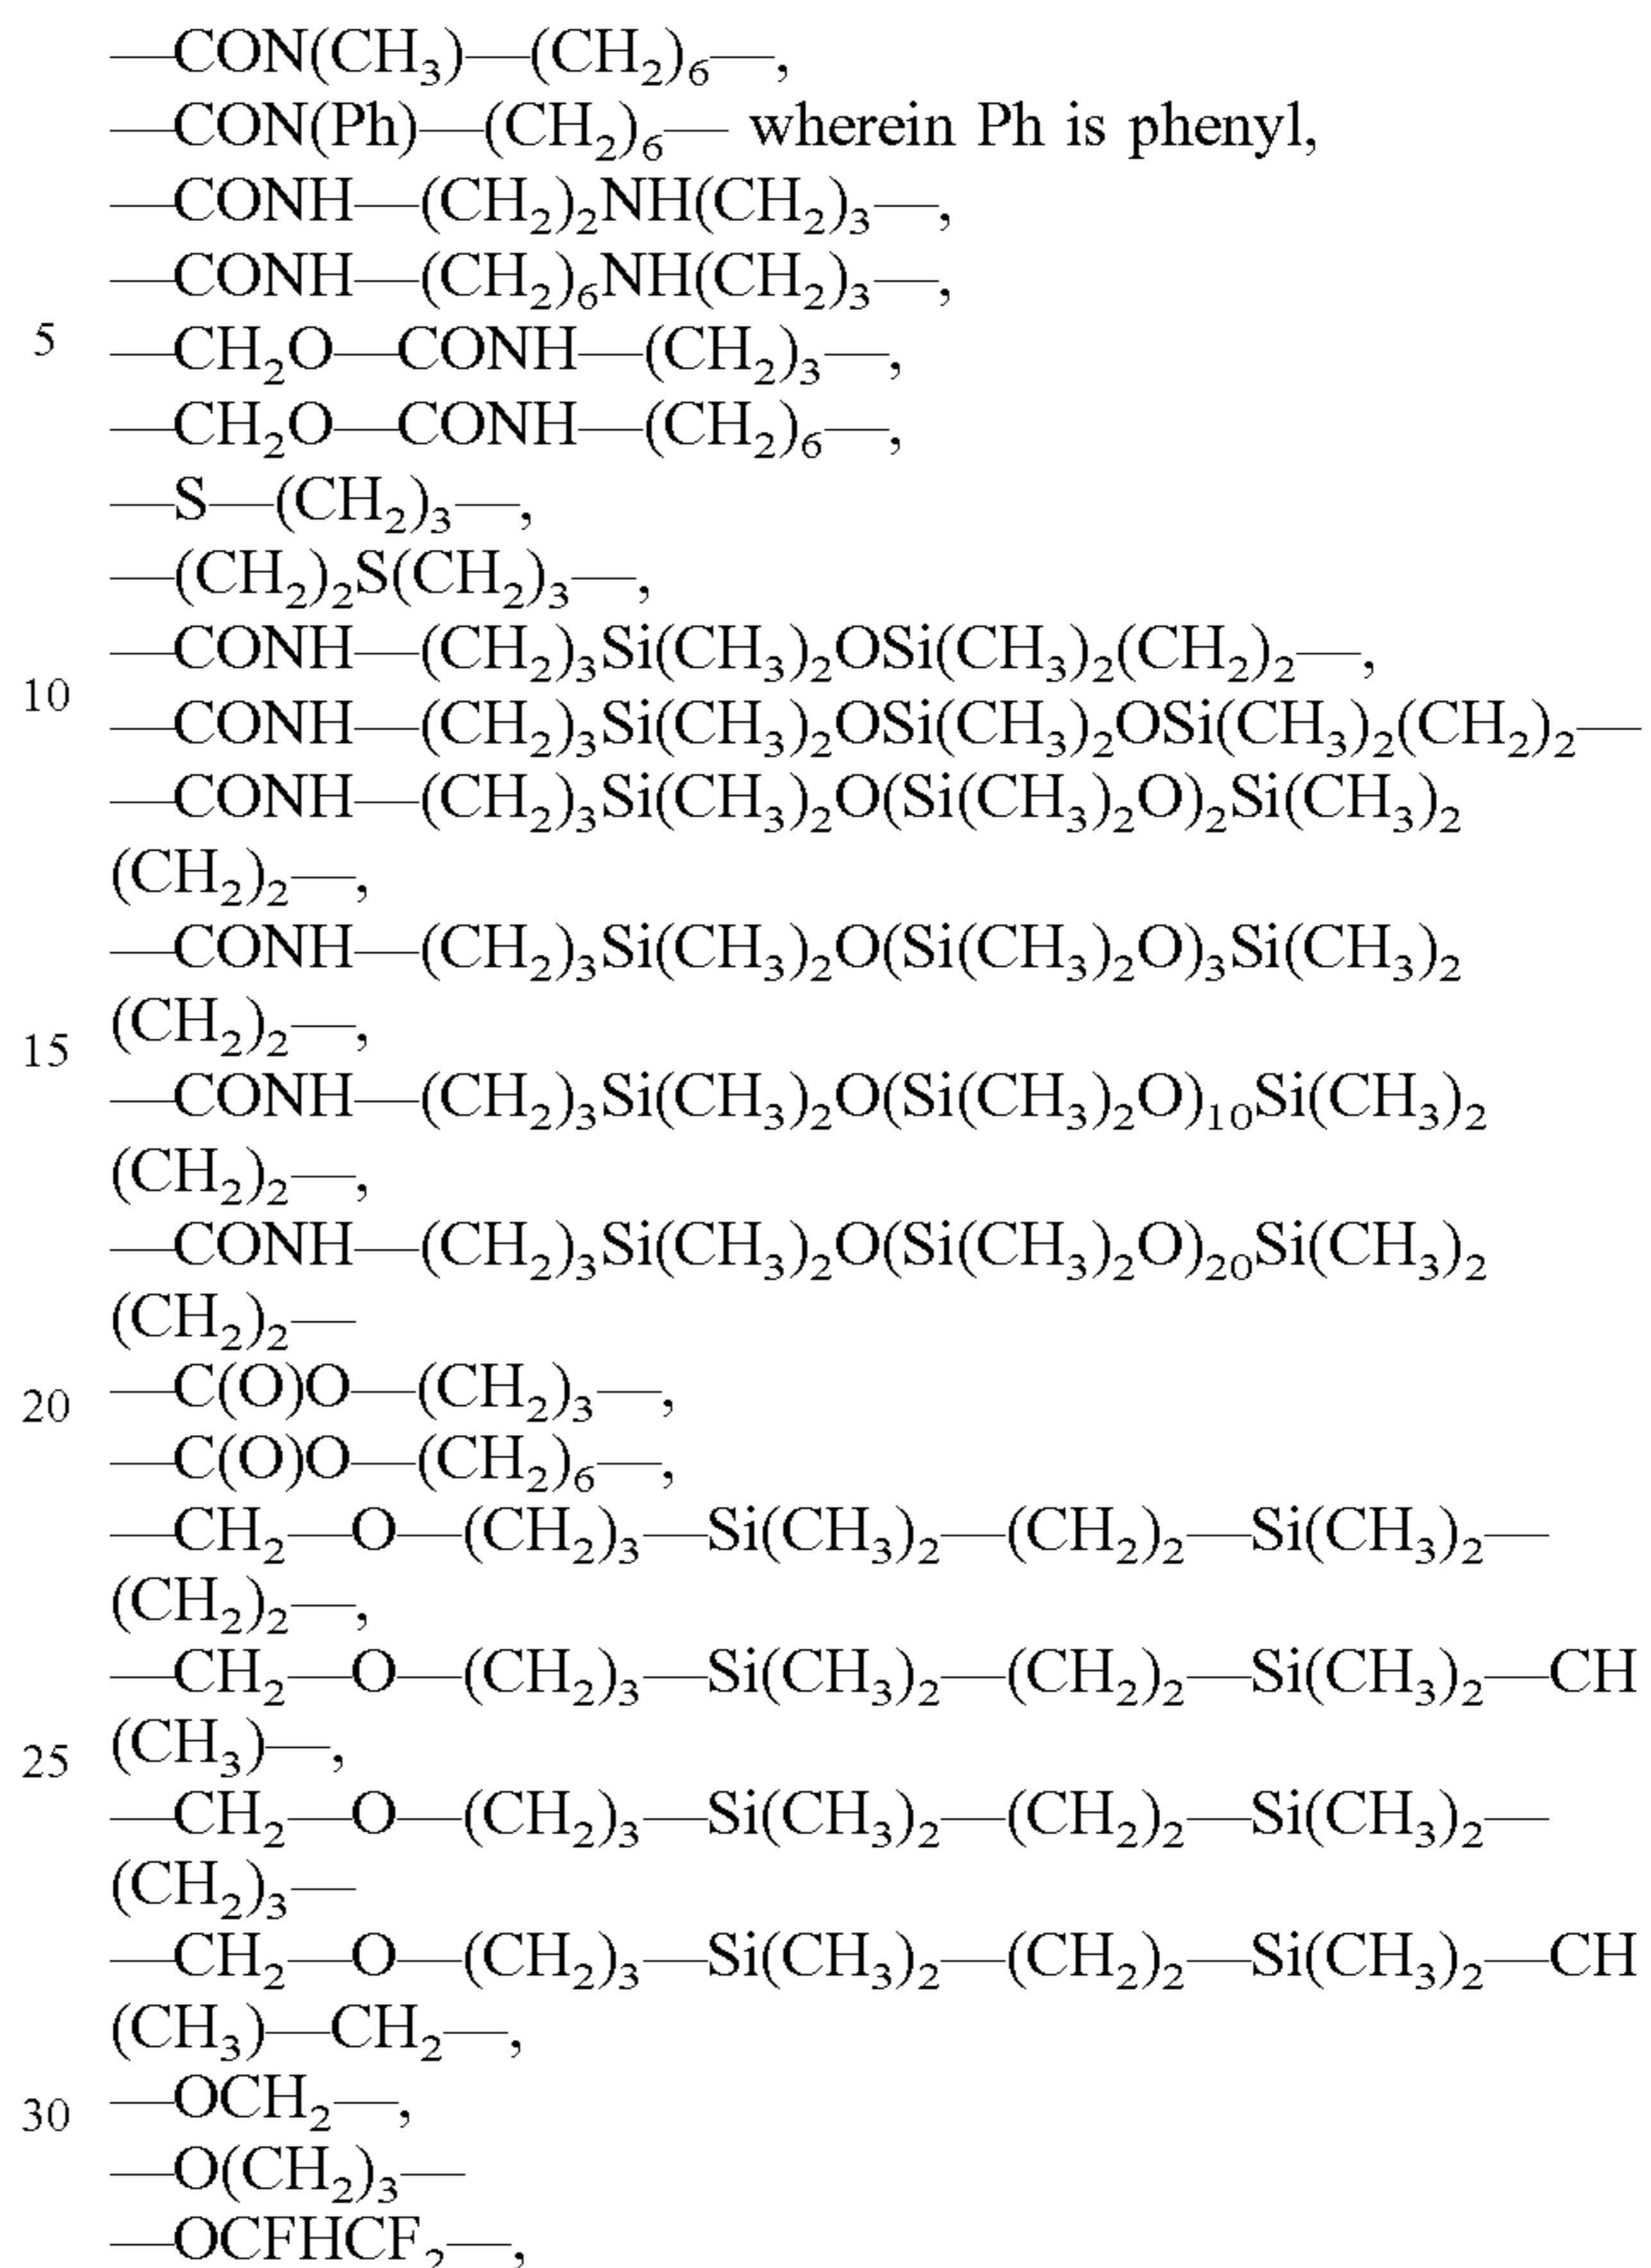 —CON(CH₃)—(CH₂)₆—,
—CON(Ph)—(CH₂)₆— wherein Ph is phenyl,
—CONH—(CH₂)₂NH(CH₂)₃—,
—CONH—(CH₂)₆NH(CH₂)₃—,
5 —CH₂O—CONH—(CH₂)₃—,
—CH₂O—CONH—(CH₂)₆—,
—S—(CH₂)₃—,
—(CH₂)₂S(CH₂)₃—,
—CONH—(CH₂)₃Si(CH₃)₂OSi(CH₃)₂(CH₂)₂—,
10 —CONH—(CH₂)₃Si(CH₃)₂OSi(CH₃)₂OSi(CH₃)₂(CH₂)₂—
—CONH—(CH₂)₃Si(CH₃)₂O(Si(CH₃)₂O)₂Si(CH₃)₂
(CH₂)₂—,
—CONH—(CH₂)₃Si(CH₃)₂O(Si(CH₃)₂O)₃Si(CH₃)₂
15 (CH₂)₂—,
—CONH—(CH₂)₃Si(CH₃)₂O(Si(CH₃)₂O)₁₀Si(CH₃)₂
(CH₂)₂—,
—CONH—(CH₂)₃Si(CH₃)₂O(Si(CH₃)₂O)₂₀Si(CH₃)₂
(CH₂)₂—
20 —C(O)O—(CH₂)₃—,
—C(O)O—(CH₂)₆—,
—CH₂—O—(CH₂)₃—Si(CH₃)₂—(CH₂)₂—Si(CH₃)₂—
(CH₂)₂—,
—CH₂—O—(CH₂)₃—Si(CH₃)₂—(CH₂)₂—Si(CH₃)₂—CH
25 (CH₃)—,
—CH₂—O—(CH₂)₃—Si(CH₃)₂—(CH₂)₂—Si(CH₃)₂—
(CH₂)₃—
—CH₂—O—(CH₂)₃—Si(CH₃)₂—(CH₂)₂—Si(CH₃)₂—CH
(CH₃)—CH₂—,
30 —OCH₂—,
—O(CH₂)₃—
—OCFHCF₂—,